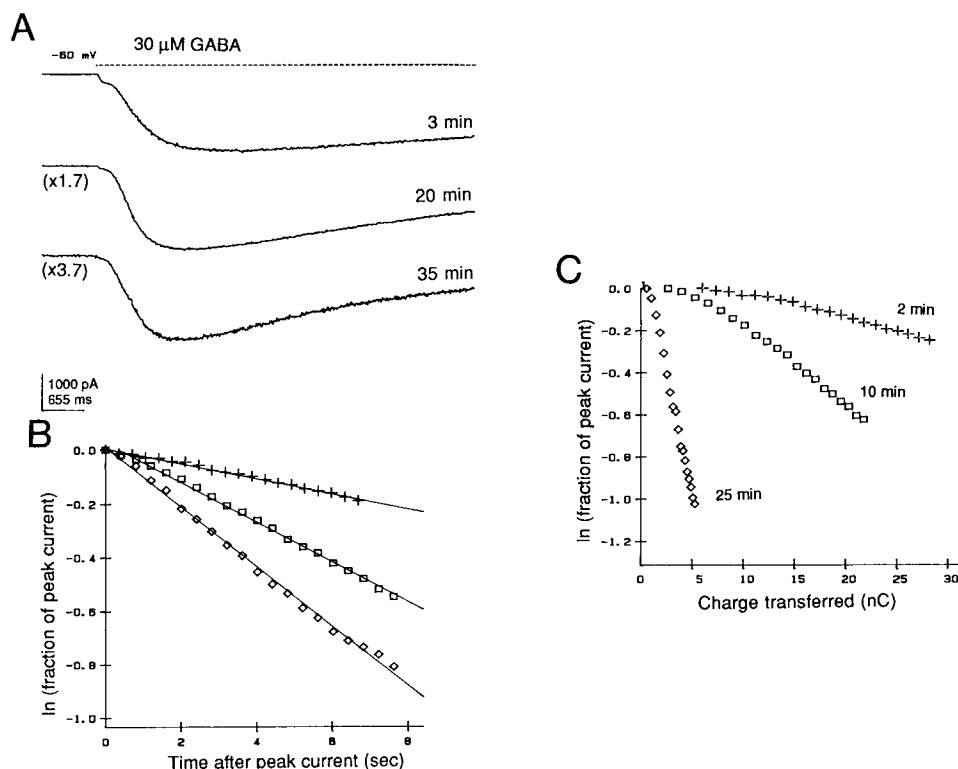 A
-60 mV
30 μM GABA
3 min
(x1.7)
20 min
(x3.7)
35 min
1000 pA
655 ms
B
0.0
-0.2
-0.4
-0.6
-0.8
-1.0
ln (fraction of peak current)
0 2 4 6 8
Time after peak current (sec)
C
0.0
-0.2
-0.4
-0.6
-0.8
-1.0
-1.2
ln (fraction of peak current)
2 min
10 min
25 min
0 5 10 15 20 25 30
Charge transferred (nC)